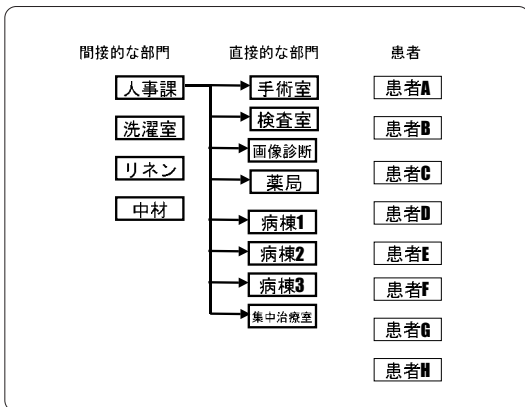 間接的な部門
直接的な部門
患者
人事課
洗濯室
リネン
中材
手術室
検査室
画像診断
薬局
病棟1
病棟2
病棟3
集中治療室
患者A
患者B
患者C
患者D
患者E
患者F
患者G
患者H